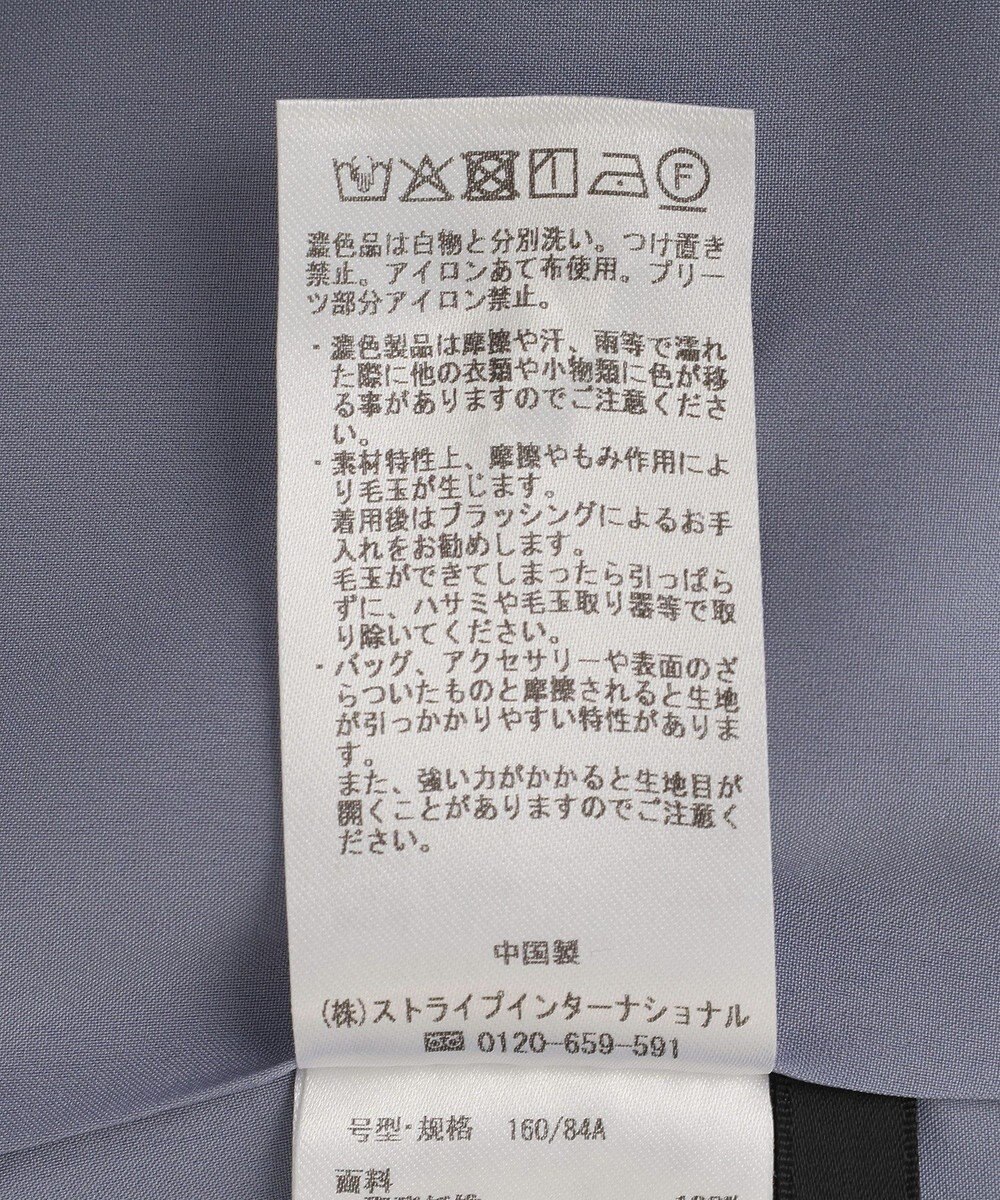 F
濃色品は白物と分別洗い。つけ置き
禁止。アイロンあて布使用。プリー
ツ部分アイロン禁止。
・濃色製品は摩擦や汗、雨等で濡れ
た際に他の衣類や小物類に色が移
る事がありますのでご注意くださ
い。
・素材特性上、摩擦やもみ作用によ
り毛玉が生じます。
着用後はブラッシングによるお手
入れをお勧めします。
毛玉ができてしまったら引っぱら
ずに、ハサミや毛玉取り器等で取
り除いてください。
・バッグ、アクセサリーや表面のざ
らついたものと摩擦されると生地
が引っかかりやすい特性がありま
す。
また、強い力がかかると生地目が
開くことがありますのでご注意く
ださい。
中国製
(株)ストライプインターナショナル
0120-659-591
号型·规格 160/84A
面料